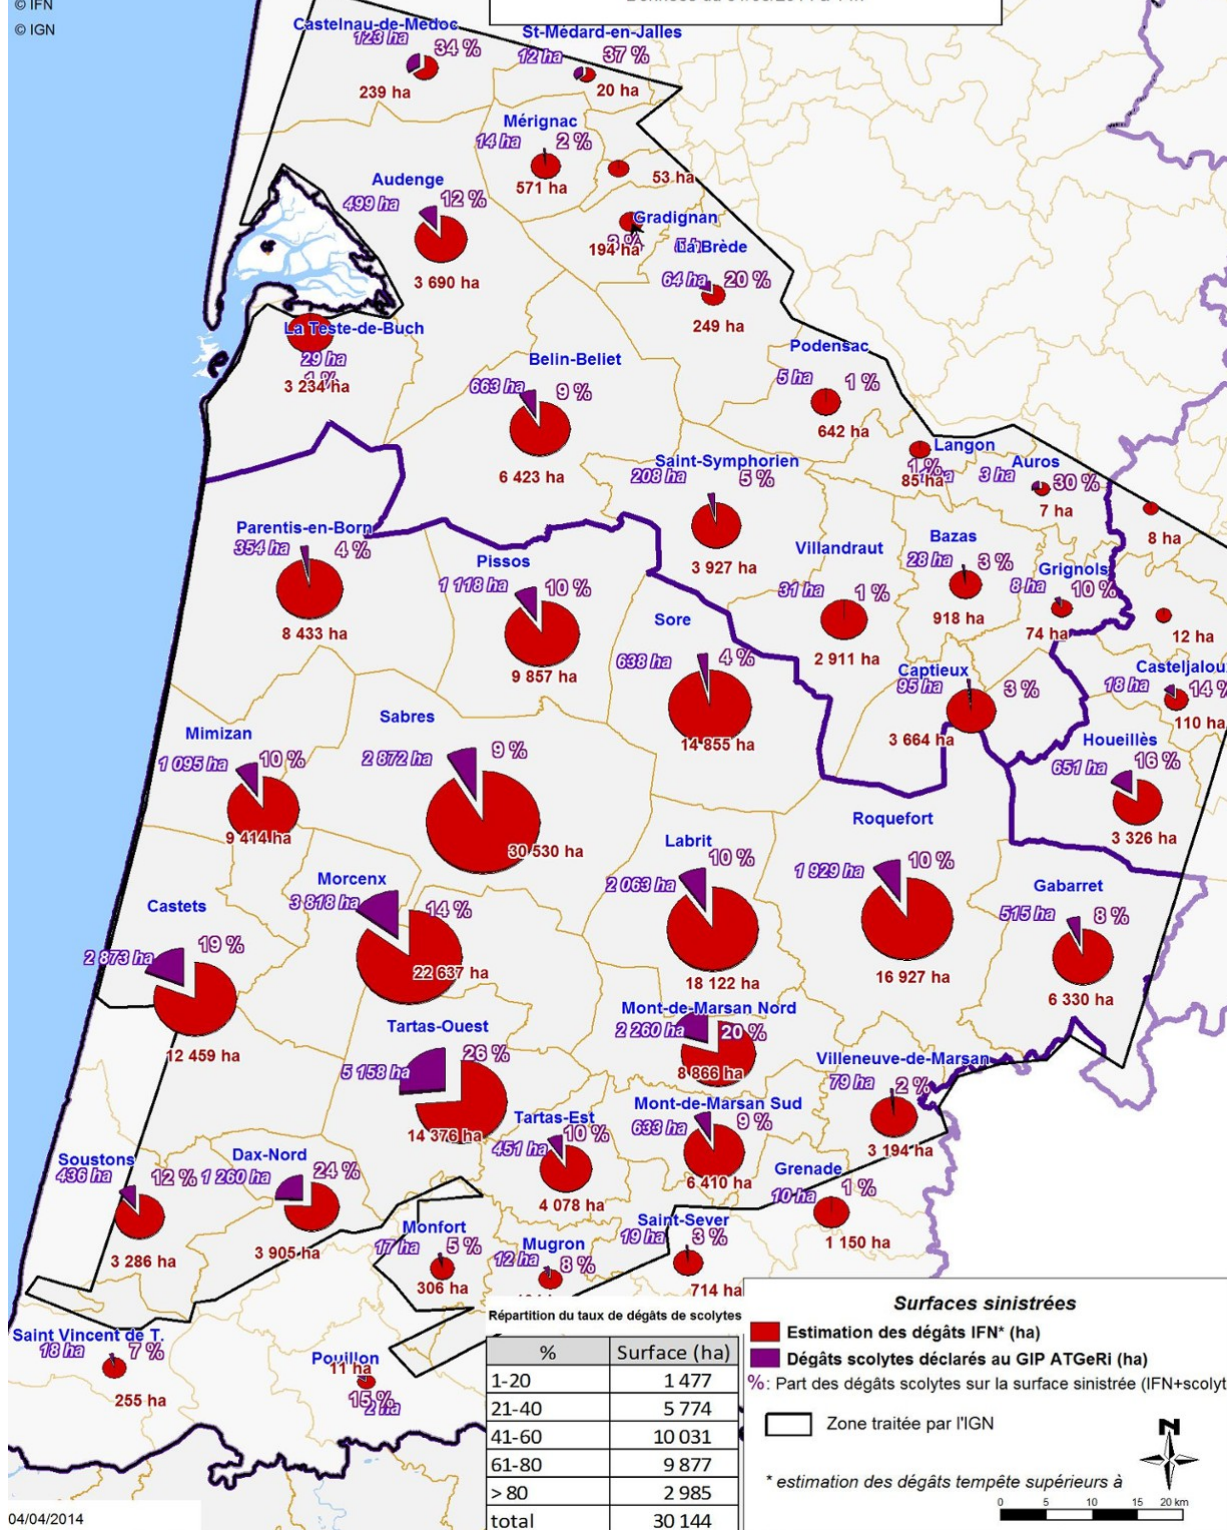 © IFN
© IGN
Castelnau-de-Médoc
123 ha 34 %
239 ha
St-Médard-en-Jalles
12 ha 37 %
20 ha
Mérignac
14 ha 2 %
571 ha
53 ha
Audenge
499 ha 12 %
3 690 ha
Gradignan
194 ha
La Brède
64 ha 20 %
249 ha
La Teste-de-Buch
29 ha
3 234 ha
Belin-Beliet
663 ha 9 %
6 423 ha
Podensac
5 ha 1 %
642 ha
Langon
1 %
85 ha
Auros
3 ha 30 %
7 ha
8 ha
Saint-Symphorien
208 ha 5 %
3 927 ha
Parentis-en-Born
354 ha 4 %
8 433 ha
Pissos
1 118 ha 10 %
9 857 ha
Villandraut
31 ha 1 %
2 911 ha
Bazas
28 ha 3 %
918 ha
Grignols
8 ha 10 %
74 ha
12 ha
Sore
638 ha 4 %
14 855 ha
Captieux
95 ha 3 %
3 664 ha
Casteljaloux
18 ha 14 %
110 ha
Houeillès
651 ha 16 %
3 326 ha
Mimizan
1 095 ha 10 %
9 414 ha
Sabres
2 872 ha 9 %
30 530 ha
Labrit
2 063 ha 10 %
18 122 ha
Roquefort
1 929 ha 10 %
16 927 ha
Gabarret
515 ha 8 %
6 330 ha
Castets
2 873 ha 19 %
12 459 ha
Morcenx
3 818 ha 14 %
22 637 ha
Mont-de-Marsan Nord
2 260 ha 20 %
8 866 ha
Tartas-Ouest
5 158 ha 26 %
14 376 ha
Villeneuve-de-Marsan
79 ha 2 %
3 194 ha
Tartas-Est
451 ha 10 %
4 078 ha
Mont-de-Marsan Sud
633 ha 9 %
6 410 ha
Soustons
436 ha 12 %
3 286 ha
Dax-Nord
1 260 ha 24 %
3 905 ha
Grenade
10 ha 1 %
1 150 ha
Monfort
17 ha 5 %
306 ha
Mugron
12 ha 8 %
Saint-Sever
19 ha 3 %
714 ha
Saint Vincent de T.
18 ha 7 %
255 ha
Pouillon
11 ha
15 %
2 ha
Répartition du taux de dégâts de scolytes
% Surface (ha)
1-20 1 477
21-40 5 774
41-60 10 031
61-80 9 877
> 80 2 985
total 30 144
Surfaces sinistrées
Estimation des dégâts IFN* (ha)
Dégâts scolytes déclarés au GIP ATGeRi (ha)
%: Part des dégâts scolytes sur la surface sinistrée (IFN+scolyt
Zone traitée par l'IGN
N
* estimation des dégâts tempête supérieurs à
0 5 10 15 20 km
04/04/2014